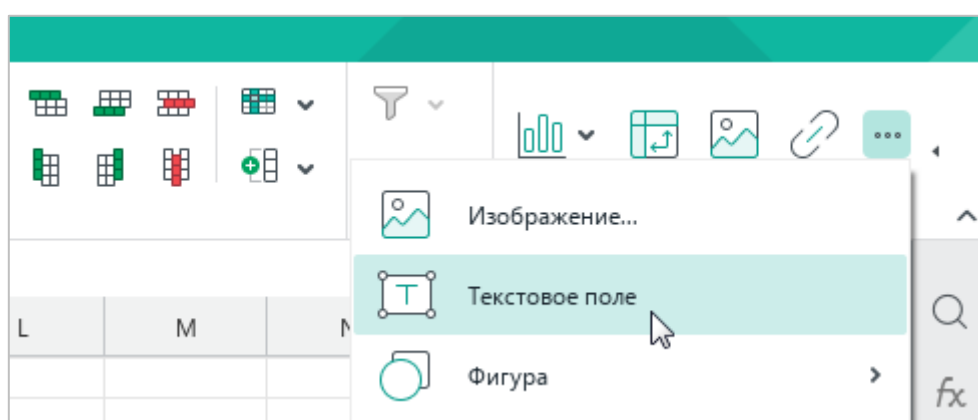 Изображение...
Текстовое поле
L M
Фигура
fx